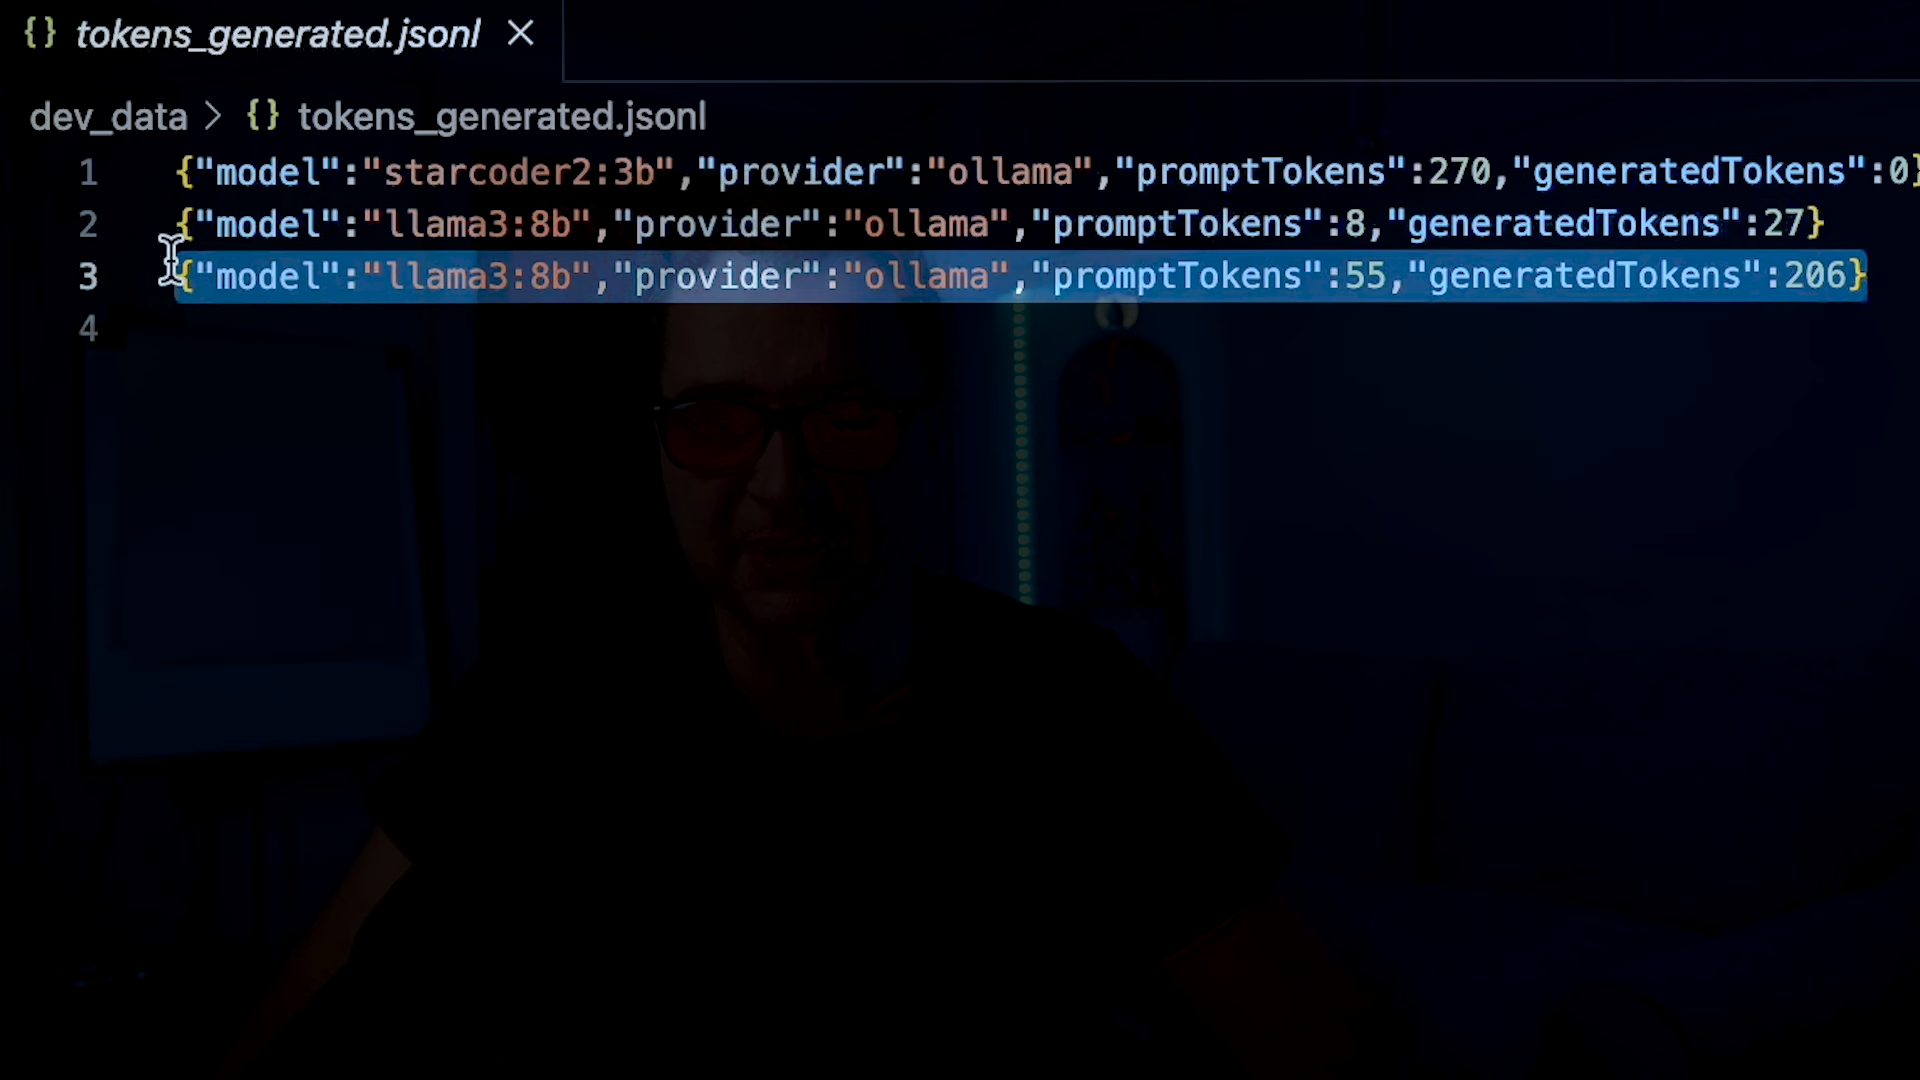 {} tokens_generated.jsonl ×
dev_data > {} tokens_generated.jsonl
1 {"model":"starcoder2:3b","provider":"ollama","promptTokens":270,"generatedTokens":0}
2 {"model":"llama3:8b","provider":"ollama","promptTokens":8,"generatedTokens":27}
3 {"model":"llama3:8b","provider":"ollama","promptTokens":55,"generatedTokens":206}
4